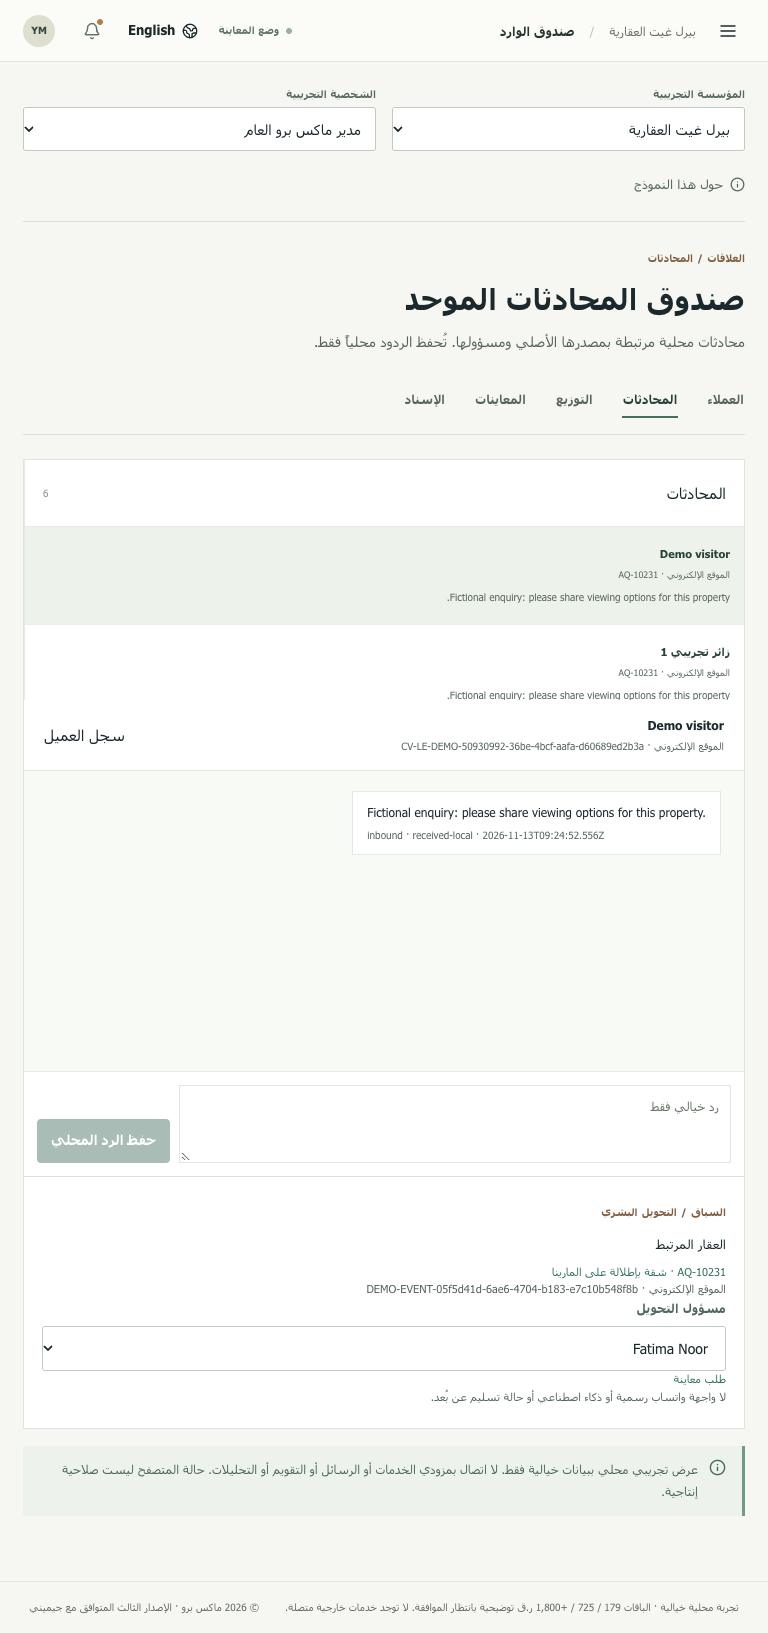 بيرل غيت العقارية / صندوق الوارد
وضع المعاينة
English
YM
المؤسسة التجريبية
بيرل غيت العقارية
الشخصية التجريبية
مدير ماكس برو العام
حول هذا النموذج
العلاقات / المحادثات
صندوق المحادثات الموحد
محادثات محلية مرتبطة بمصدرها الأصلي ومسؤولها. تُحفظ الردود محلياً فقط.
العملاء
المحادثات
التوزيع
المعاينات
الإسناد
المحادثات
6
Demo visitor
الموقع الإلكتروني · AQ-10231
Fictional enquiry: please share viewing options for this property.
زائر تجريبي 1
الموقع الإلكتروني · AQ-10231
Fictional enquiry: please share viewing options for this property.
Demo visitor
الموقع الإلكتروني · CV-LE-DEMO-50930992-36be-4bcf-aafa-d60689ed2b3a
سجل العميل
Fictional enquiry: please share viewing options for this property.
inbound · received-local · 2026-11-13T09:24:52.556Z
رد خيالي فقط
حفظ الرد المحلي
السياق / التحويل البشري
العقار المرتبط
AQ-10231 · شقة بإطلالة على المارينا
الموقع الإلكتروني · DEMO-EVENT-05f5d41d-6ae6-4704-b183-e7c10b548f8b
مسؤول التحويل
Fatima Noor
طلب معاينة
لا واجهة واتساب رسمية أو ذكاء اصطناعي أو حالة تسليم عن بُعد.
عرض تجريبي محلي ببيانات خيالية فقط. لا اتصال بمزودي الخدمات أو الرسائل أو التقويم أو التحليلات. حالة المتصفح ليست صلاحية
إنتاجية.
تجربة محلية خيالية · الباقات 179 / 725 / +1,800 ر.ق توضيحية بانتظار الموافقة. لا توجد خدمات خارجية متصلة.
© 2026 ماكس برو · الإصدار الثالث المتوافق مع جيميني